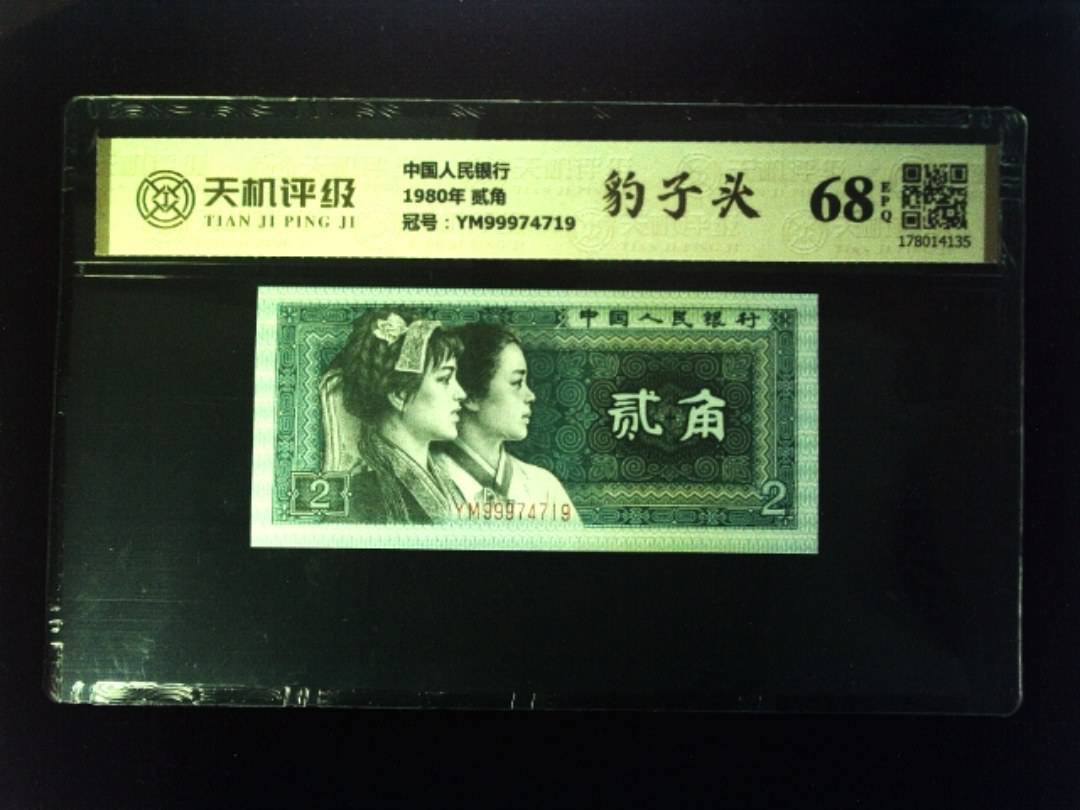 天机评级
TIAN JI PING JI
中国人民银行
1980年 贰角
冠号：YM99974719
豹子头
68
EPQ
178014135
中国人民银行
贰角
2
YM99974719
2